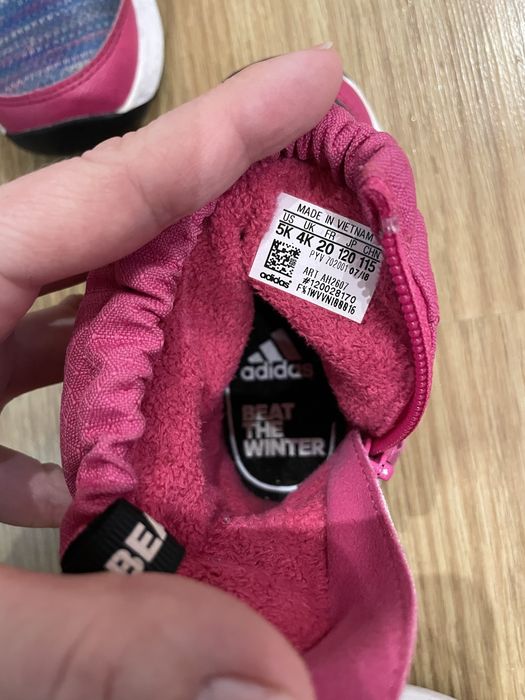 MADE IN VIETNAM
US UK FR JP CHN
5K 4K 20 120 115
PYV 702001 07/18
ART AH2607
#120028170
adidas
adidas
BEAT
THE
WINTER